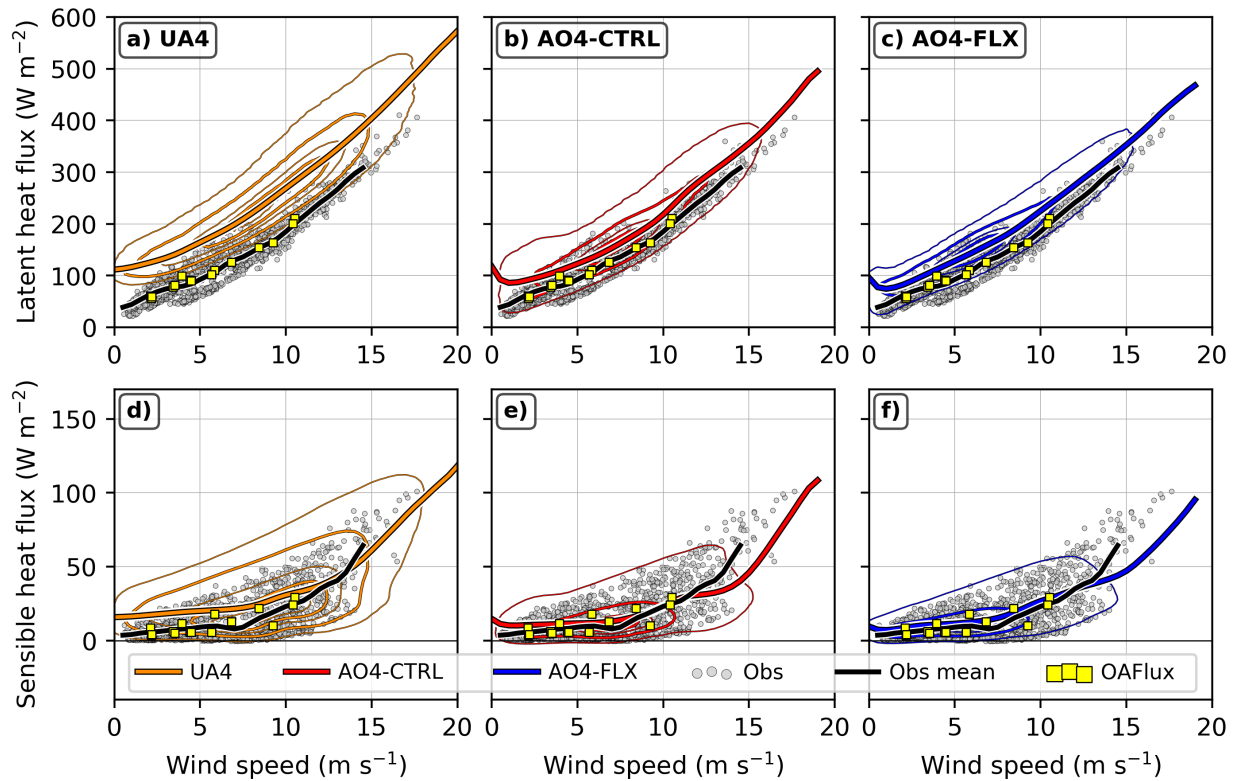 a) UA4
b) AO4-CTRL
c) AO4-FLX
Latent heat flux (W m⁻²)
600
500
400
300
200
100
0
0 5 10 15 20
0 5 10 15 20
0 5 10 15 20
d)
e)
f)
Sensible heat flux (W m⁻²)
150
100
50
0
UA4 AO4-CTRL AO4-FLX Obs Obs mean OAFlux
0 5 10 15 20
0 5 10 15 20
0 5 10 15 20
Wind speed (m s⁻¹)
Wind speed (m s⁻¹)
Wind speed (m s⁻¹)